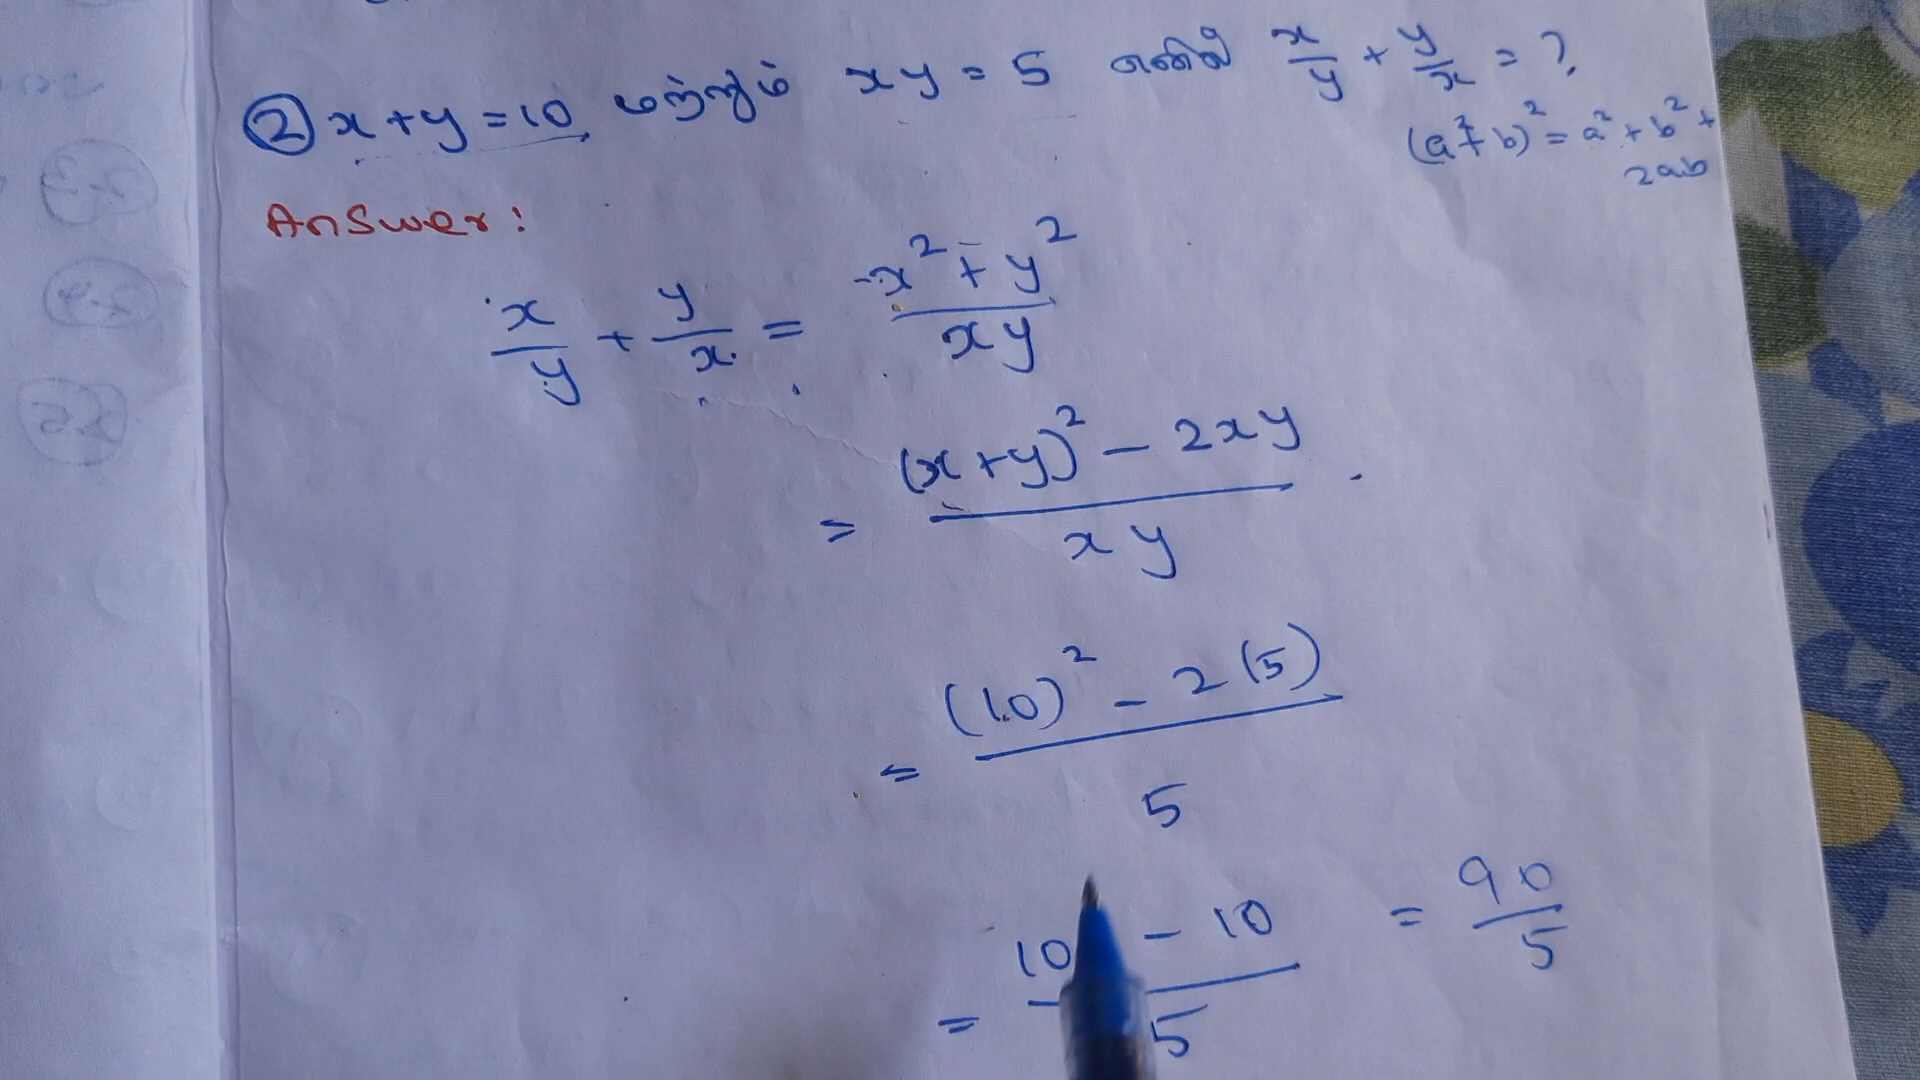 ② x + y = 10, மற்றும் xy = 5 எனில் x/y + y/x = ?
(a + b)² = a² + b² +
2ab
Answer:
x/y + y/x = x² + y² / xy
= (x+y)² - 2xy / xy
= (10)² - 2(5) / 5
= 10 - 10 / 5 = 90 / 5